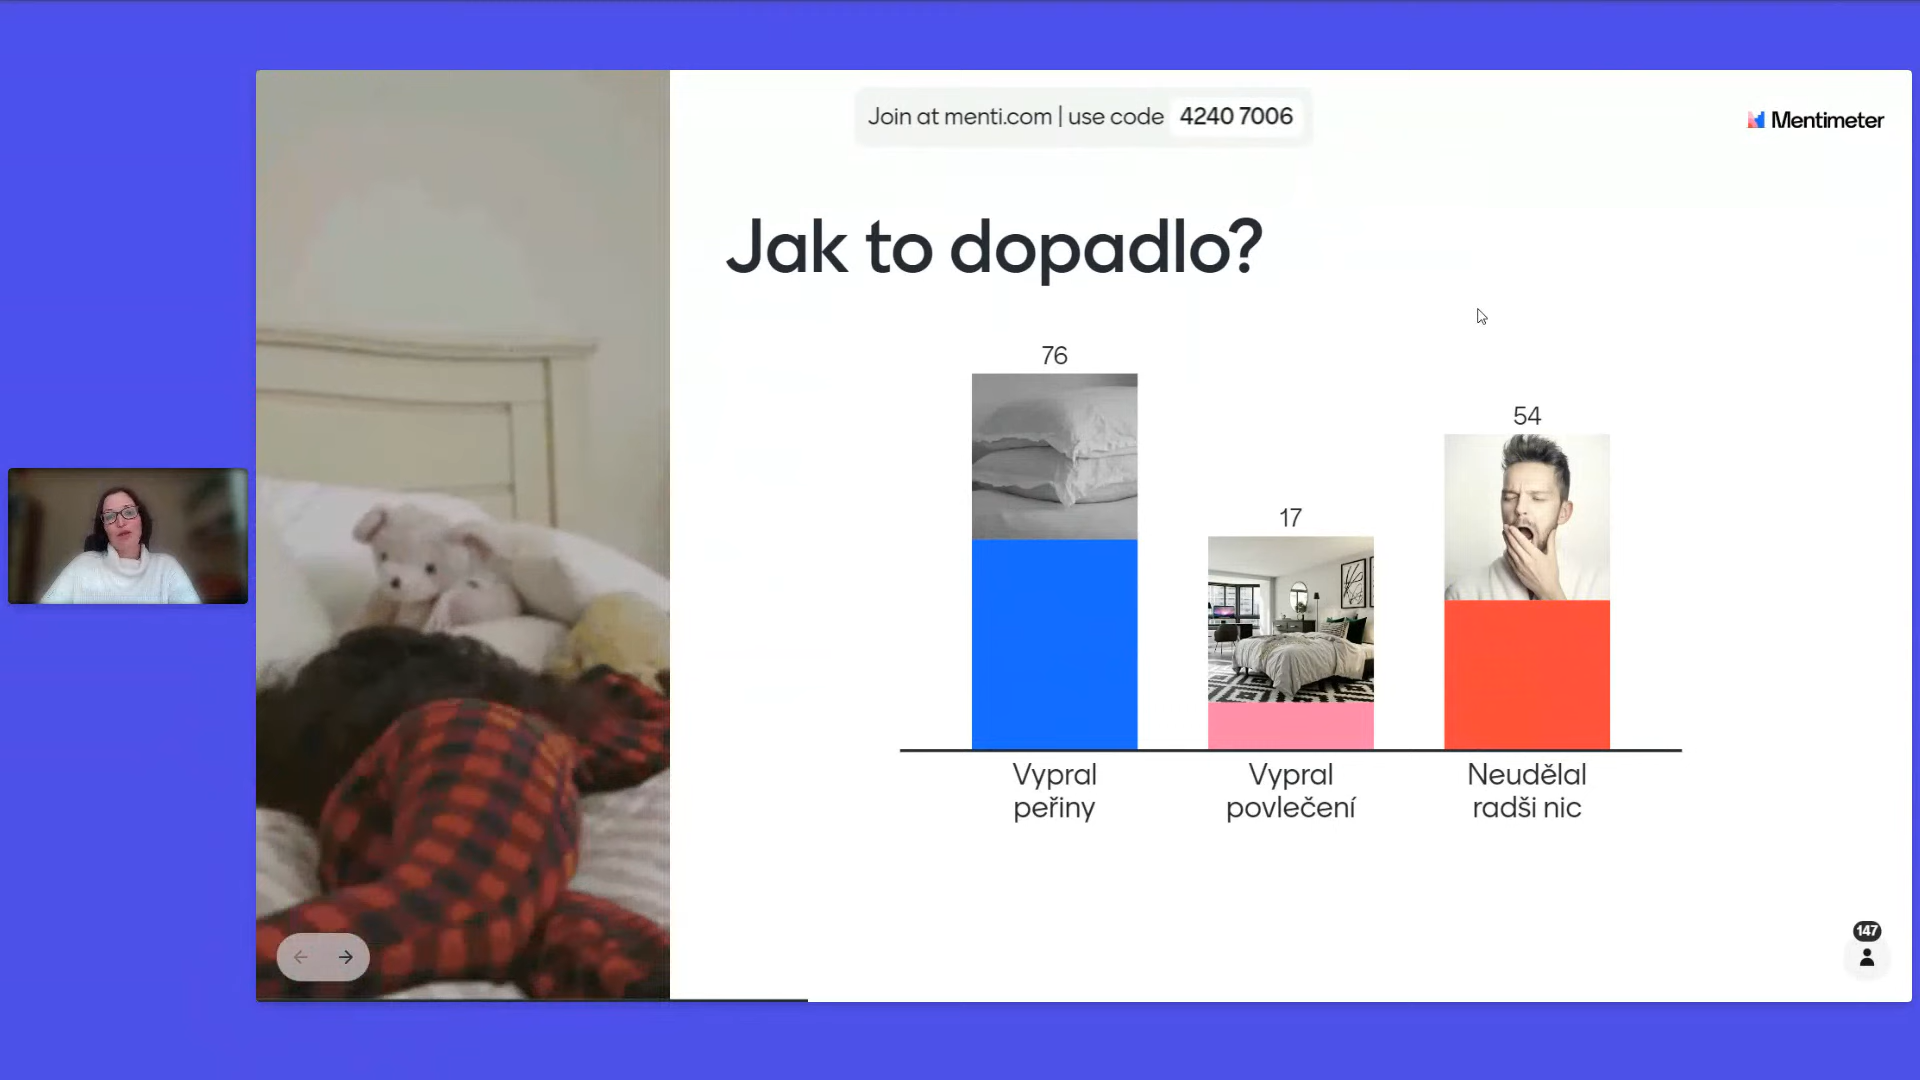 Join at menti.com | use code 4240 7006
Mentimeter
Jak to dopadlo?
76
17
54
Vypral
peřiny
Vypral
povlečení
Neudělal
radši nic
147